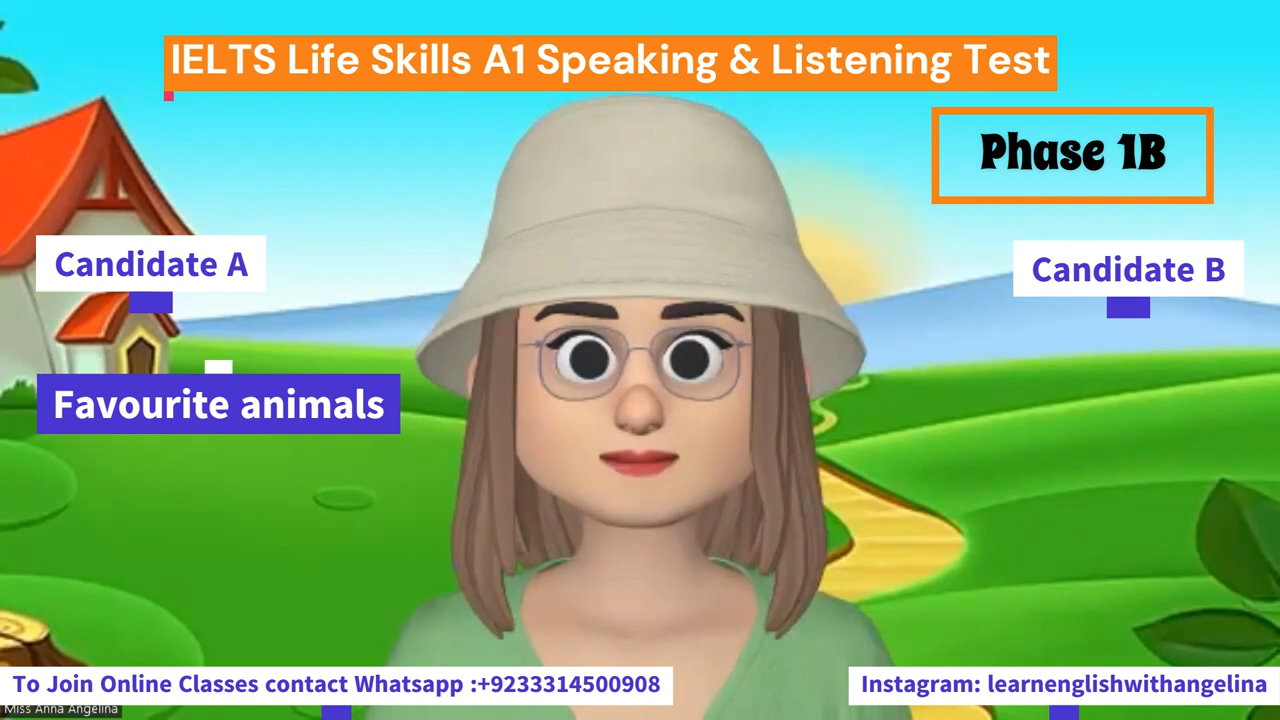 IELTS Life Skills A1 Speaking & Listening Test
Phase 1B
Candidate A
Candidate B
Favourite animals
To Join Online Classes contact Whatsapp :+9233314500908
Instagram: learnenglishwithangelina
Miss Anna Angelina